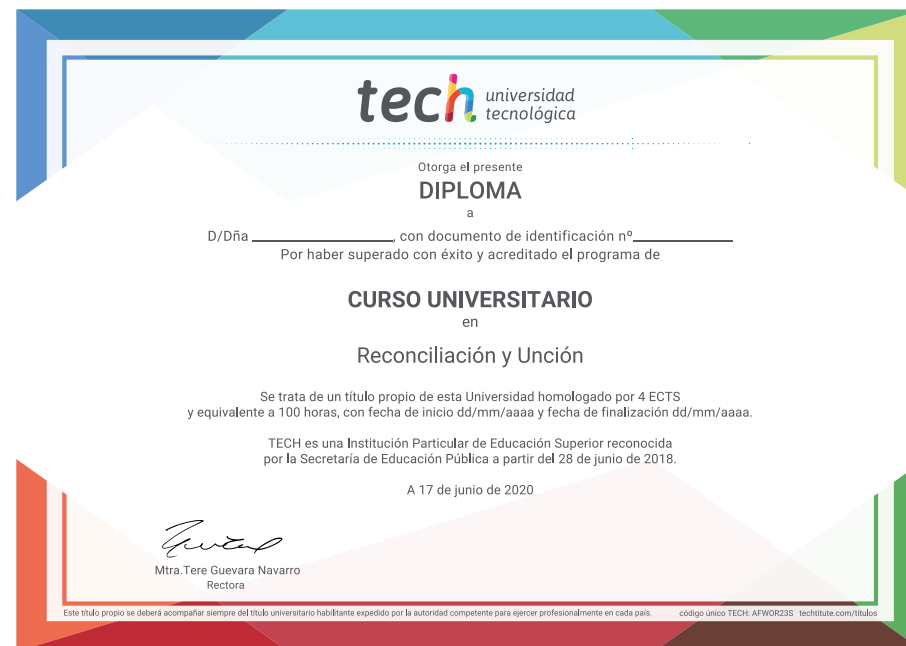 tech universidad
tecnológica
Otorga el presente
DIPLOMA
a
D/Dña ______________, con documento de identificación nº______________
Por haber superado con éxito y acreditado el programa de
CURSO UNIVERSITARIO
en
Reconciliación y Unción
Se trata de un título propio de esta Universidad homologado por 4 ECTS
y equivalente a 100 horas, con fecha de inicio dd/mm/aaaa y fecha de finalización dd/mm/aaaa.
TECH es una Institución Particular de Educación Superior reconocida
por la Secretaría de Educación Pública a partir del 28 de junio de 2018.
A 17 de junio de 2020
Mtra.Tere Guevara Navarro
Rectora
Este título propio se deberá acompañar siempre del título universitario habilitante expedido por la autoridad competente para ejercer profesionalmente en cada país. código único TECH: AFWOR23S techtitute.com/títulos